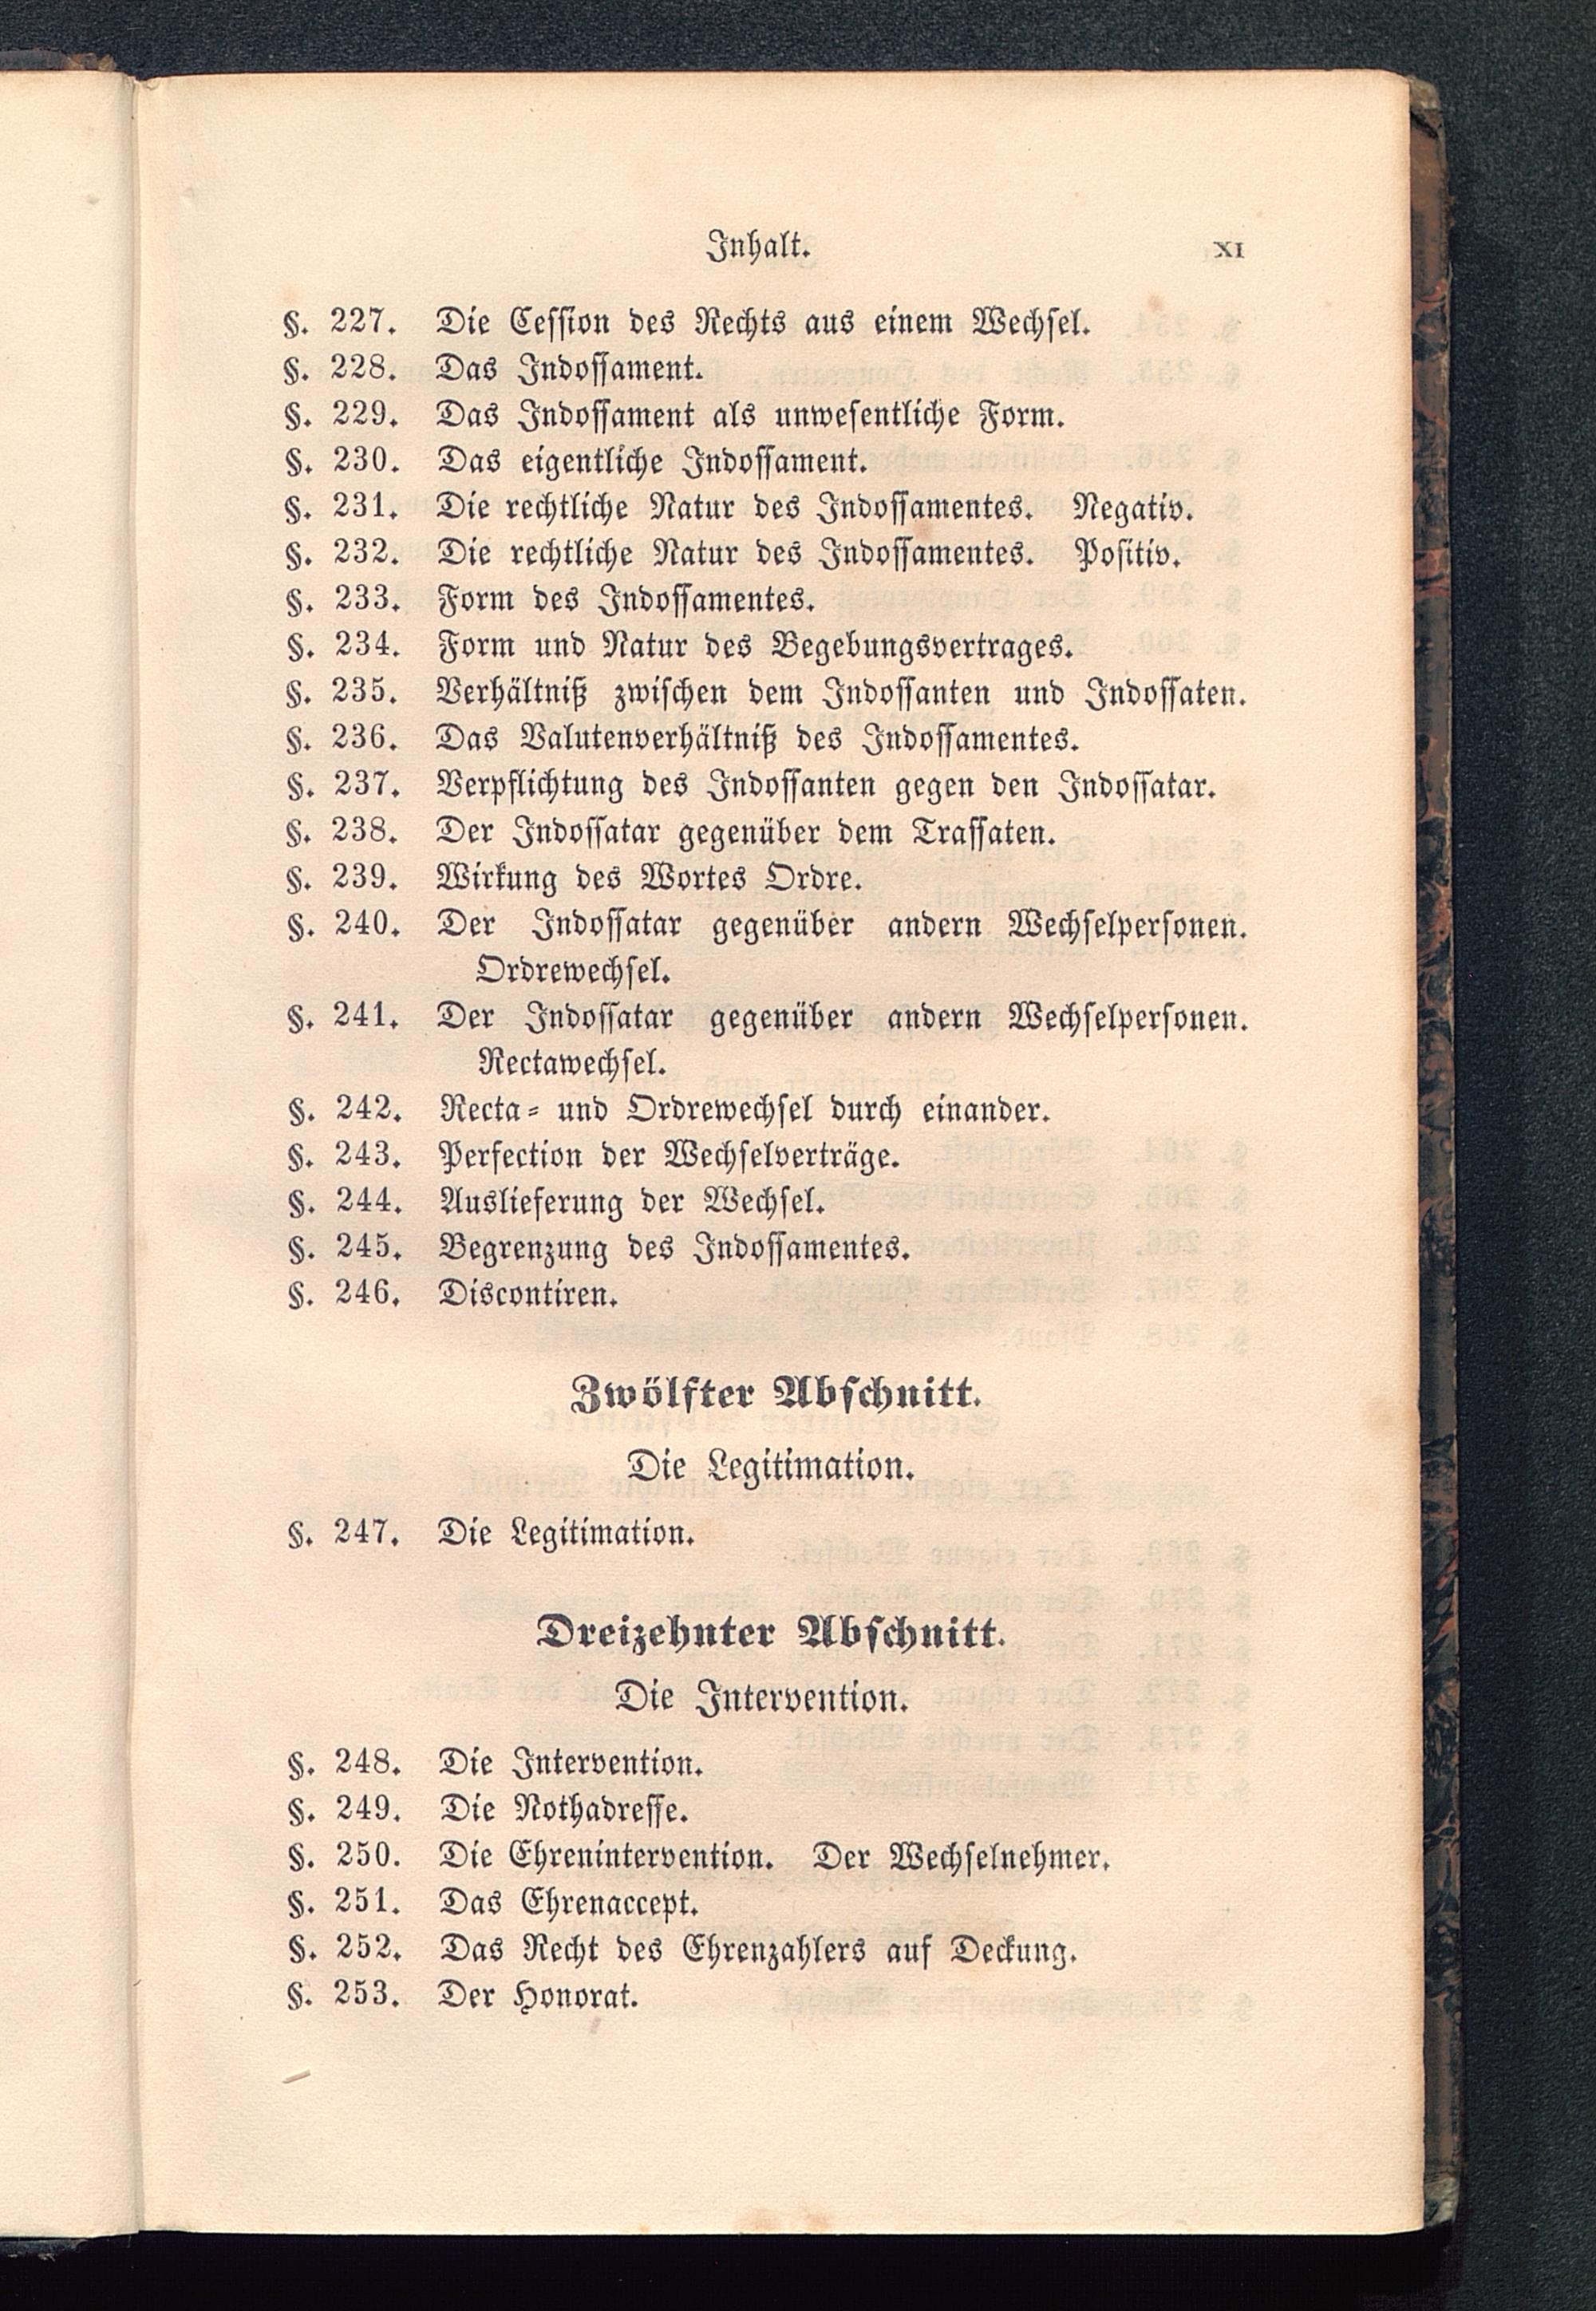 Inhalt. XI
§. 227. Die Cession des Rechts aus einem Wechsel.
§. 228. Das Indossament.
§. 229. Das Indossament als unwesentliche Form.
§. 230. Das eigentliche Indossament.
§. 231. Die rechtliche Natur des Indossamentes. Negativ.
§. 232. Die rechtliche Natur des Indossamentes. Positiv.
§. 233. Form des Indossamentes.
§. 234. Form und Natur des Begebungsvertrages.
§. 235. Verhältniß zwischen dem Indossanten und Indossaten.
§. 236. Das Valutenverhältniß des Indossamentes.
§. 237. Verpflichtung des Indossanten gegen den Indossatar.
§. 238. Der Indossatar gegenüber dem Trassaten.
§. 239. Wirkung des Wortes Ordre.
§. 240. Der Indossatar gegenüber andern Wechselpersonen.
Ordrewechsel.
§. 241. Der Indossatar gegenüber andern Wechselpersonen.
Rectawechsel.
§. 242. Recta- und Ordrewechsel durch einander.
§. 243. Perfection der Wechselverträge.
§. 244. Auslieferung der Wechsel.
§. 245. Begrenzung des Indossamentes.
§. 246. Discontiren.
Zwölfter Abschnitt.
Die Legitimation.
§. 247. Die Legitimation.
Dreizehnter Abschnitt.
Die Intervention.
§. 248. Die Intervention.
§. 249. Die Nothadresse.
§. 250. Die Ehrenintervention. Der Wechselnehmer.
§. 251. Das Ehrenaccept.
§. 252. Das Recht des Ehrenzahlers auf Deckung.
§. 253. Der Honorat.